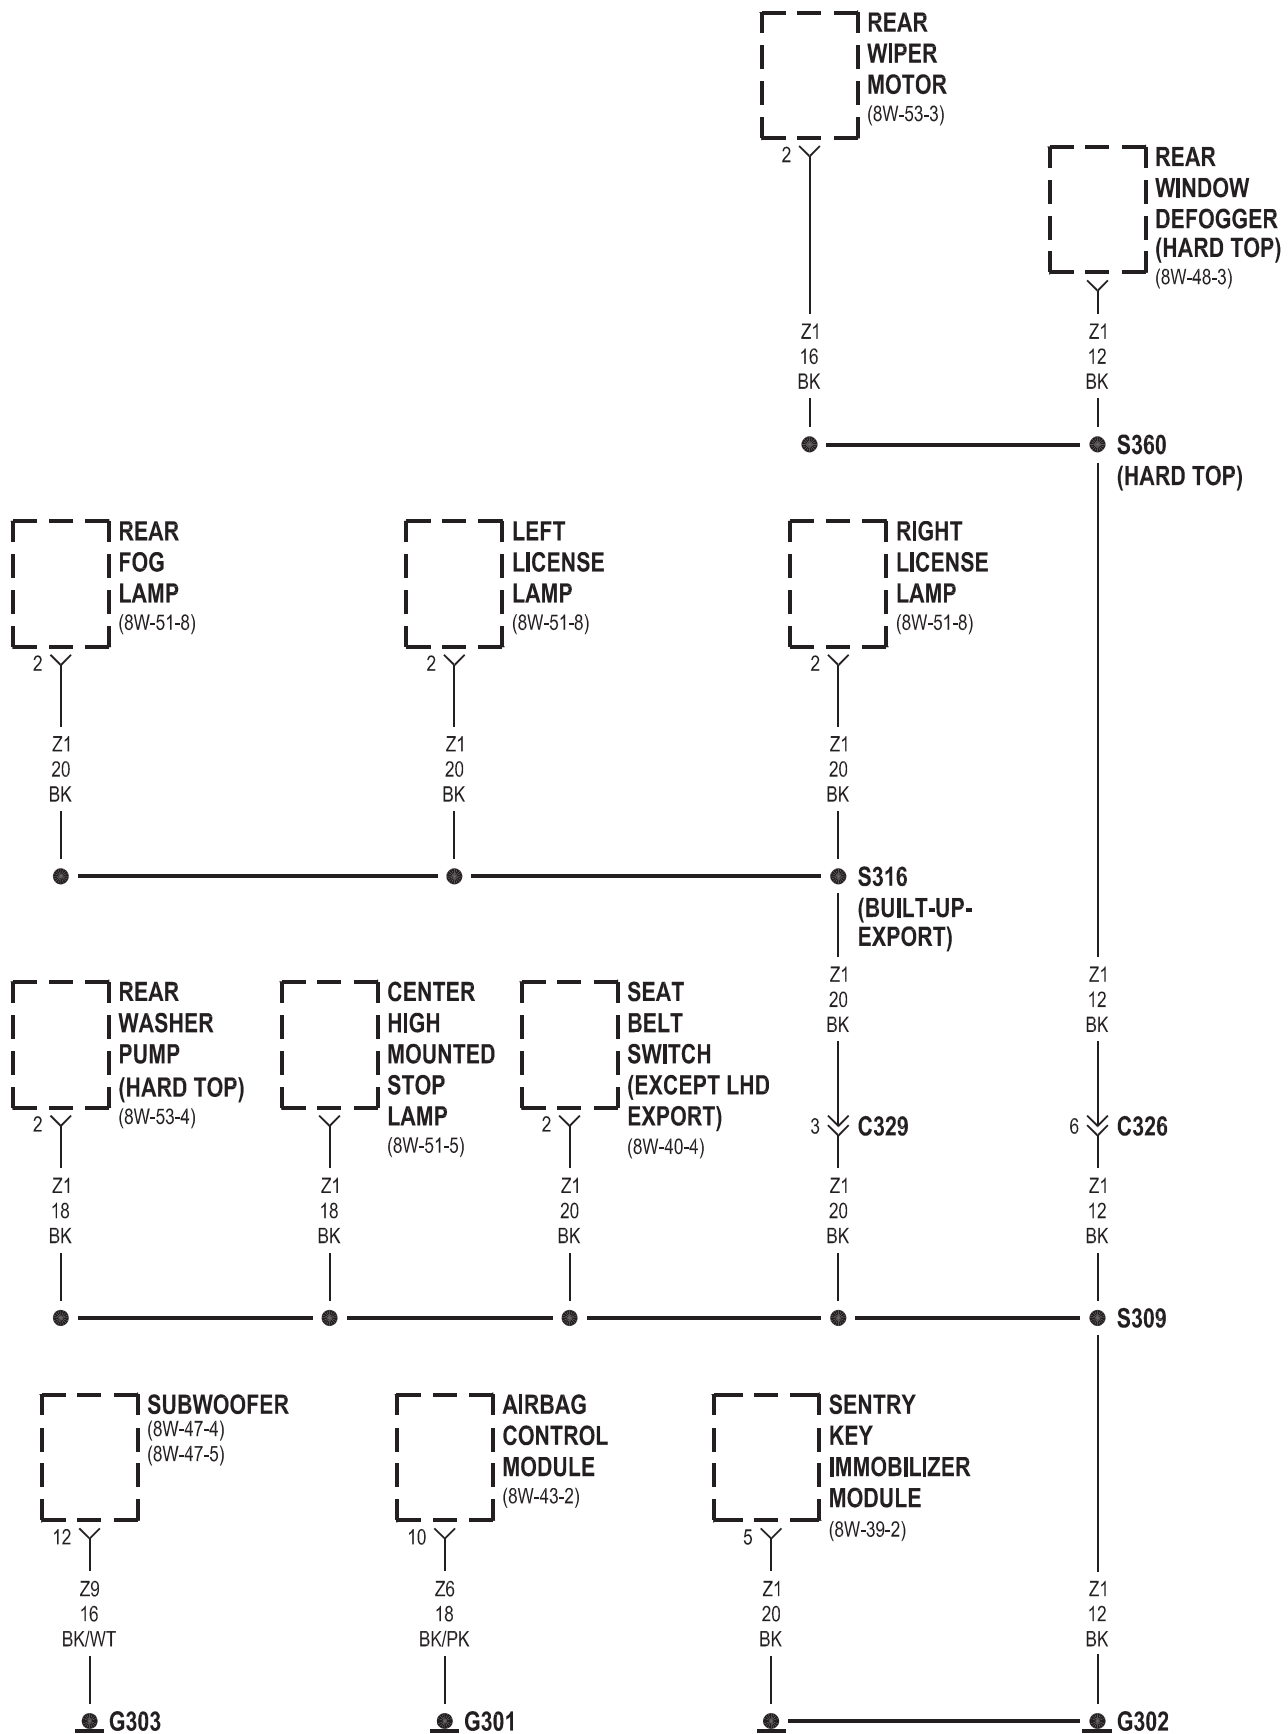 REAR
WIPER
MOTOR
(8W-53-3)
2
REAR
WINDOW
DEFOGGER
(HARD TOP)
(8W-48-3)
Z1
16
BK
Z1
12
BK
S360
(HARD TOP)
REAR
FOG
LAMP
(8W-51-8)
2
LEFT
LICENSE
LAMP
(8W-51-8)
2
RIGHT
LICENSE
LAMP
(8W-51-8)
2
Z1
20
BK
Z1
20
BK
Z1
20
BK
S316
(BUILT-UP-
EXPORT)
Z1
20
BK
Z1
12
BK
REAR
WASHER
PUMP
(HARD TOP)
(8W-53-4)
2
CENTER
HIGH
MOUNTED
STOP
LAMP
(8W-51-5)
SEAT
BELT
SWITCH
(EXCEPT LHD
EXPORT)
(8W-40-4)
2
3
C329
6
C326
Z1
18
BK
Z1
18
BK
Z1
20
BK
Z1
20
BK
Z1
12
BK
S309
SUBWOOFER
(8W-47-4)
(8W-47-5)
12
AIRBAG
CONTROL
MODULE
(8W-43-2)
10
SENTRY
KEY
IMMOBILIZER
MODULE
(8W-39-2)
5
Z9
16
BK/WT
Z6
18
BK/PK
Z1
20
BK
Z1
12
BK
G303
G301
G302